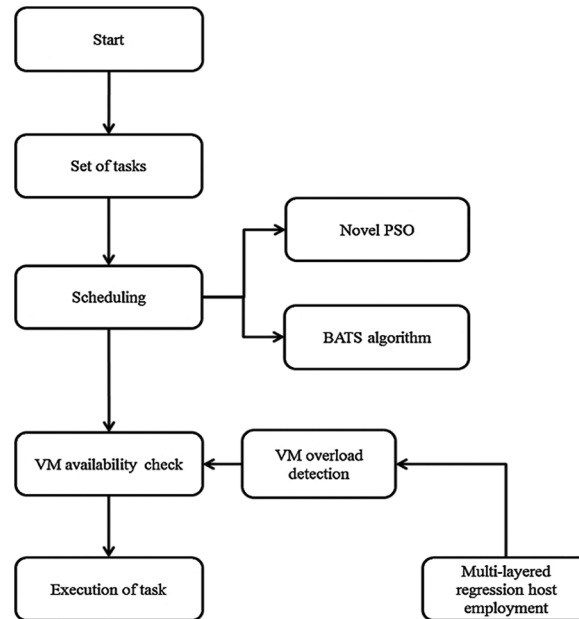 Start
Set of tasks
Novel PSO
Scheduling
BATS algorithm
VM availability check
VM overload
detection
Execution of task
Multi-layered
regression host
employment